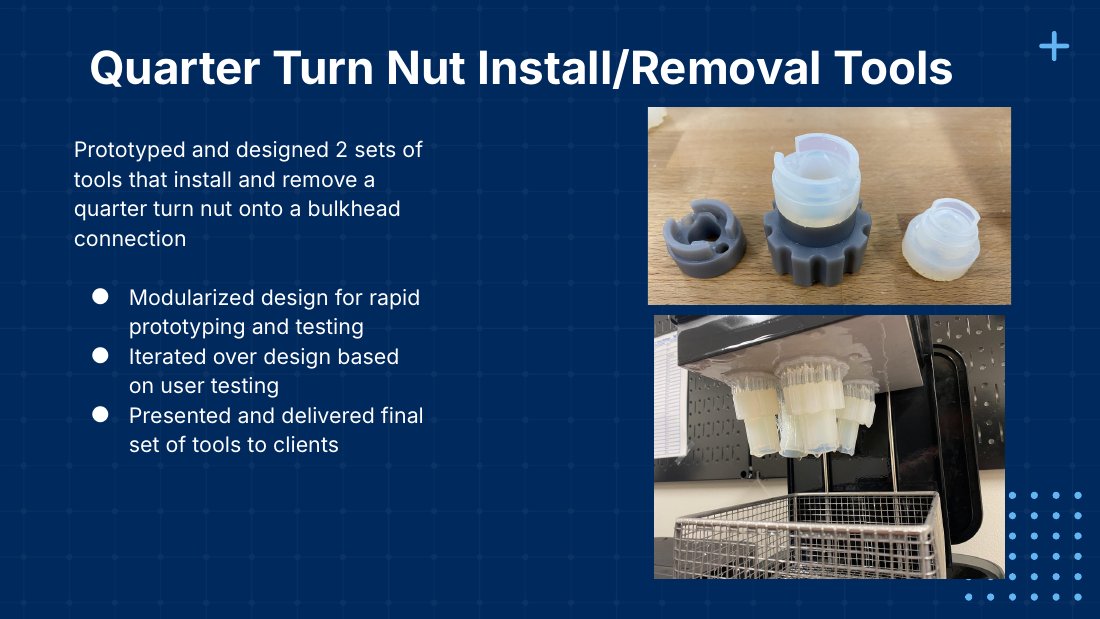 Quarter Turn Nut Install/Removal Tools
Prototyped and designed 2 sets of
tools that install and remove a
quarter turn nut onto a bulkhead
connection
● Modularized design for rapid
prototyping and testing
● Iterated over design based
on user testing
● Presented and delivered final
set of tools to clients